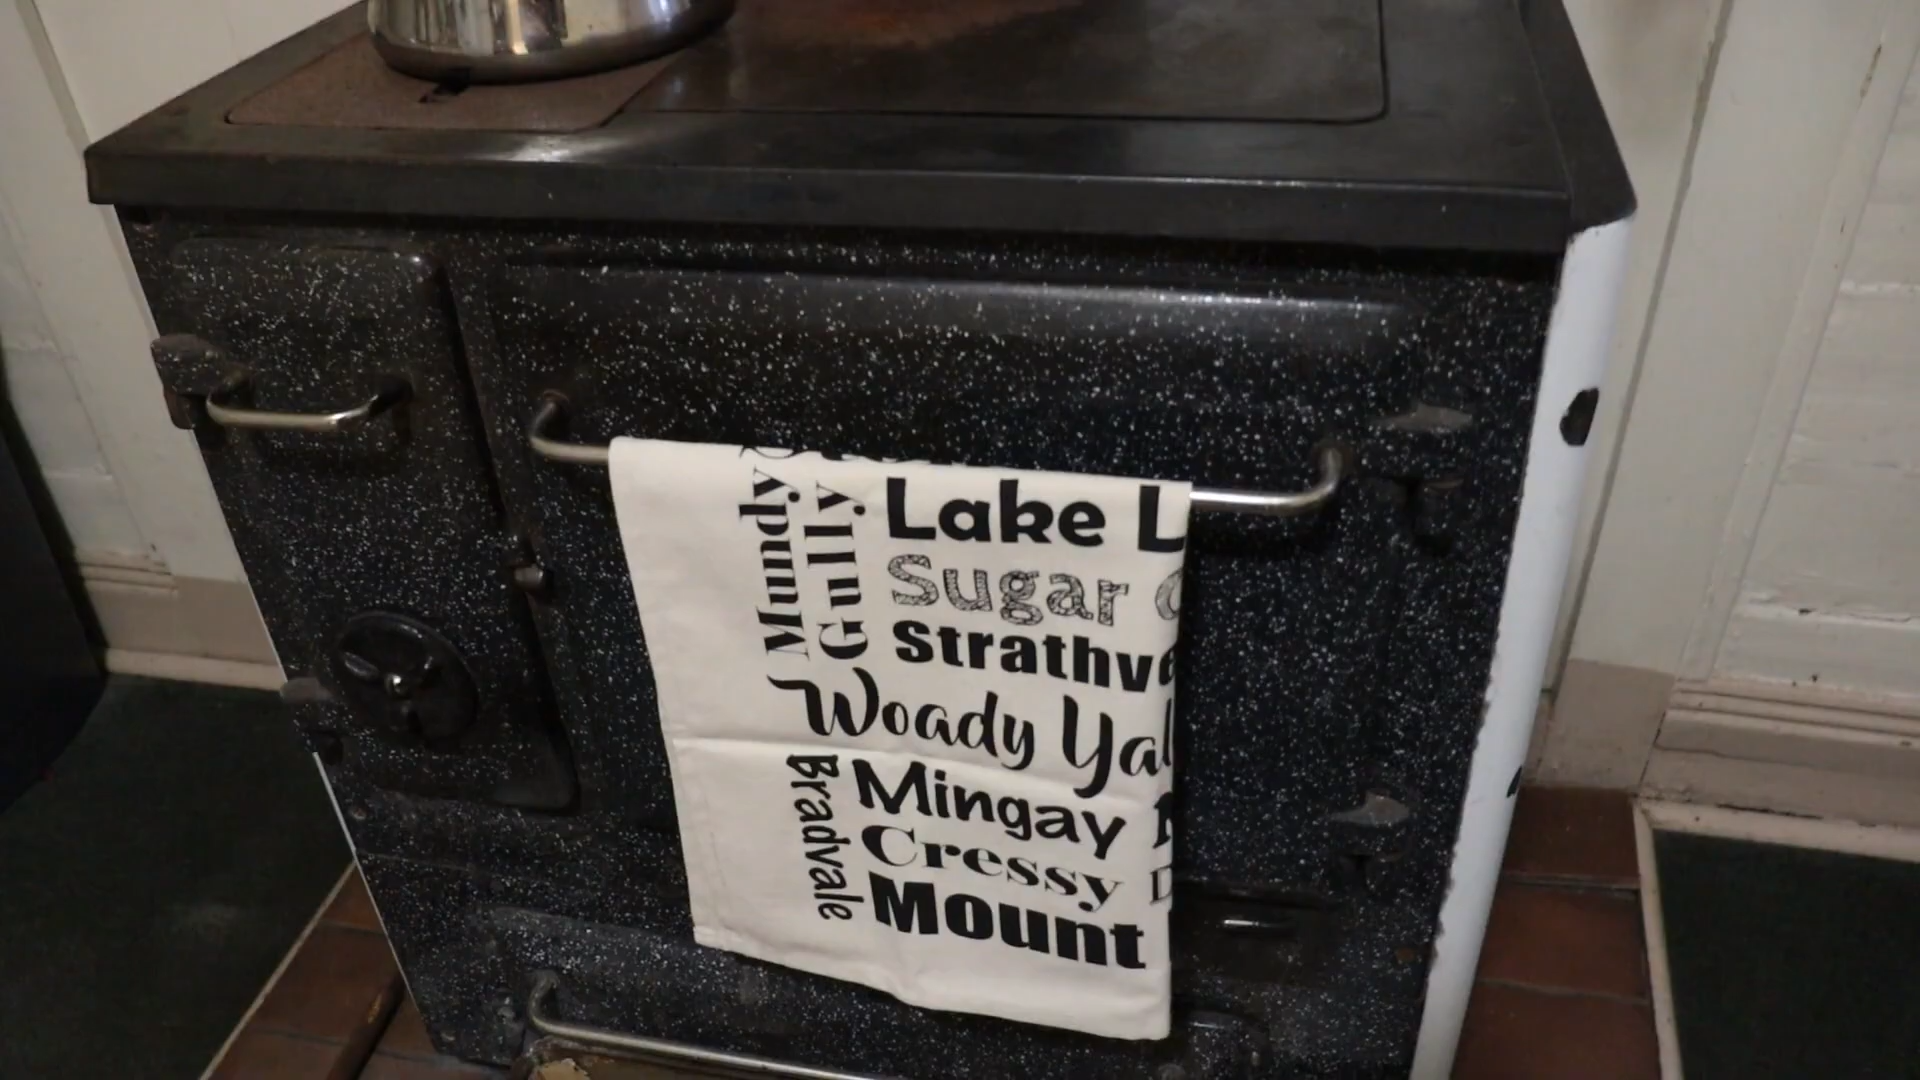 Mundy
Gully
Lake L
Sugar
Strathve
Woady Yal
Bradvale
Mingay
Cressy
Mount